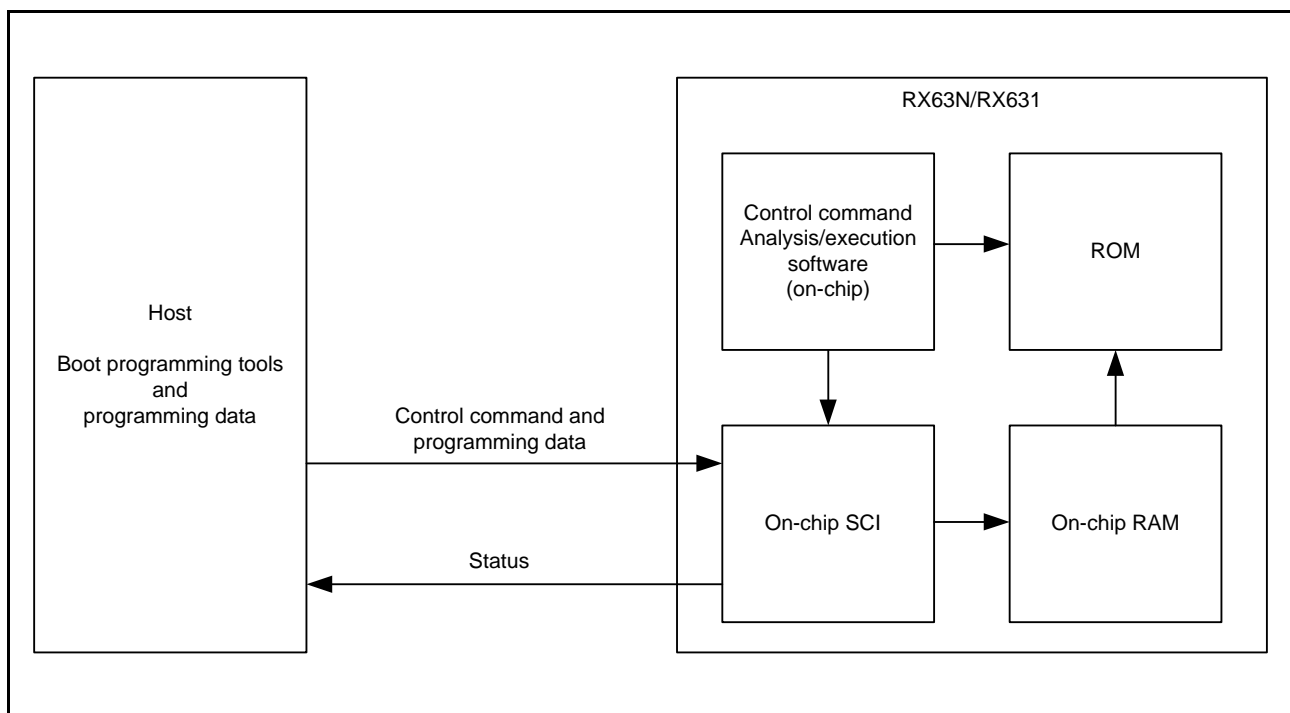 Host
Boot programming tools
and
programming data
Control command and
programming data
Status
RX63N/RX631
Control command
Analysis/execution
software
(on-chip)
ROM
On-chip SCI
On-chip RAM